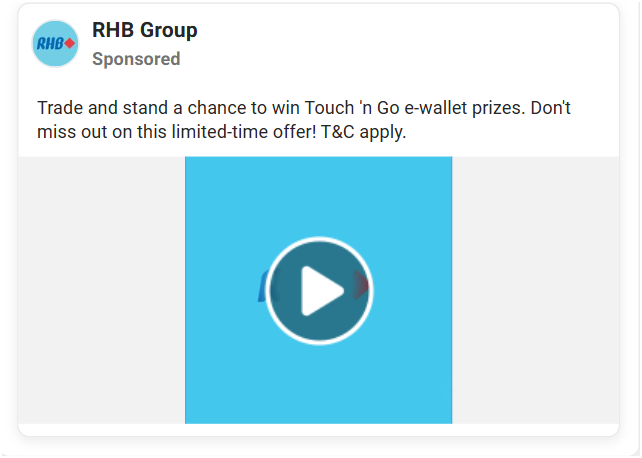 RHB Group
RHB
Sponsored
Trade and stand a chance to win Touch 'n Go e-wallet prizes. Don't
miss out on this limited-time offer! T&C apply.